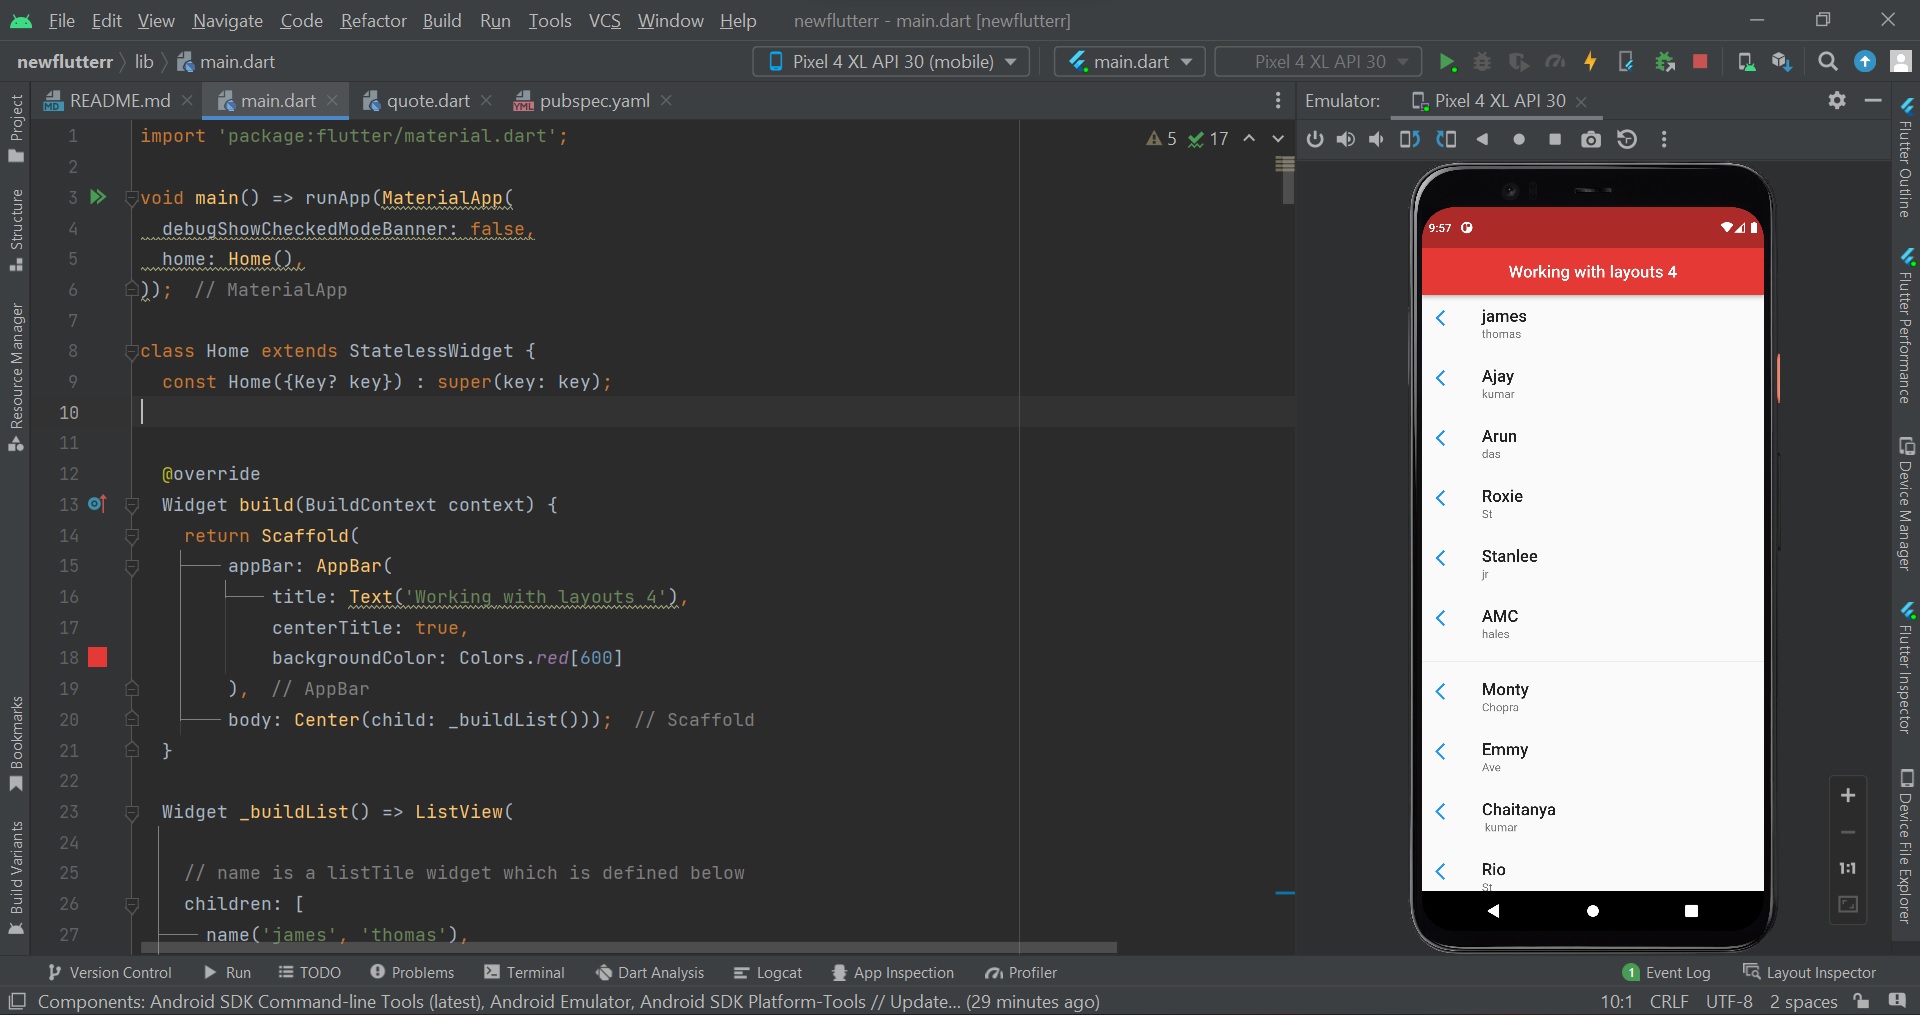 File Edit View Navigate Code Refactor Build Run Tools VCS Window Help newflutterr - main.dart [newflutterr]
newflutterr lib main.dart Pixel 4 XL API 30 (mobile) main.dart Pixel 4 XL API 30
README.md main.dart quote.dart pubspec.yaml Emulator: Pixel 4 XL API 30
5 17
1 import 'package:flutter/material.dart';
2
3 void main() => runApp(MaterialApp(
4 debugShowCheckedModeBanner: false,
5 home: Home(),
6 )); // MaterialApp
7
8 class Home extends StatelessWidget {
9 const Home({Key? key}) : super(key: key);
10
11
12 @override
13 Widget build(BuildContext context) {
14 return Scaffold(
15 appBar: AppBar(
16 title: Text('Working with layouts 4'),
17 centerTitle: true,
18 backgroundColor: Colors.red[600]
19 ), // AppBar
20 body: Center(child: _buildList())); // Scaffold
21 }
22
23 Widget _buildList() => ListView(
24
25 // name is a listTile widget which is defined below
26 children: [
27 name('james', 'thomas'),
Project
Structure
Resource Manager
Bookmarks
Build Variants
9:57
Working with layouts 4
james
thomas
Ajay
kumar
Arun
das
Roxie
St
Stanlee
jr
AMC
hales
Monty
Chopra
Emmy
Ave
Chaitanya
kumar
Rio
St
1:1
Flutter Outline
Flutter Performance
Device Manager
Flutter Inspector
Device File Explorer
Version Control Run TODO Problems Terminal Dart Analysis Logcat App Inspection Profiler 1 Event Log Layout Inspector
Components: Android SDK Command-line Tools (latest), Android Emulator, Android SDK Platform-Tools // Update... (29 minutes ago) 10:1 CRLF UTF-8 2 spaces